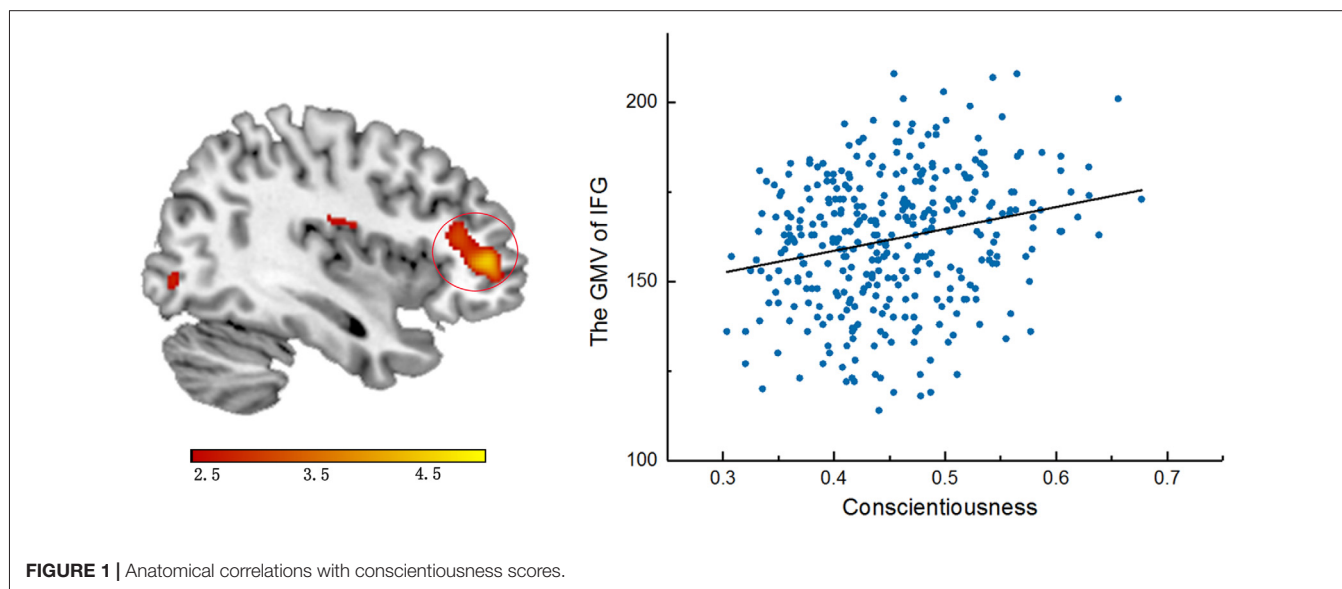 2.5 3.5 4.5
The GMV of IFG
200
150
100
0.3 0.4 0.5 0.6 0.7
Conscientiousness
FIGURE 1 | Anatomical correlations with conscientiousness scores.